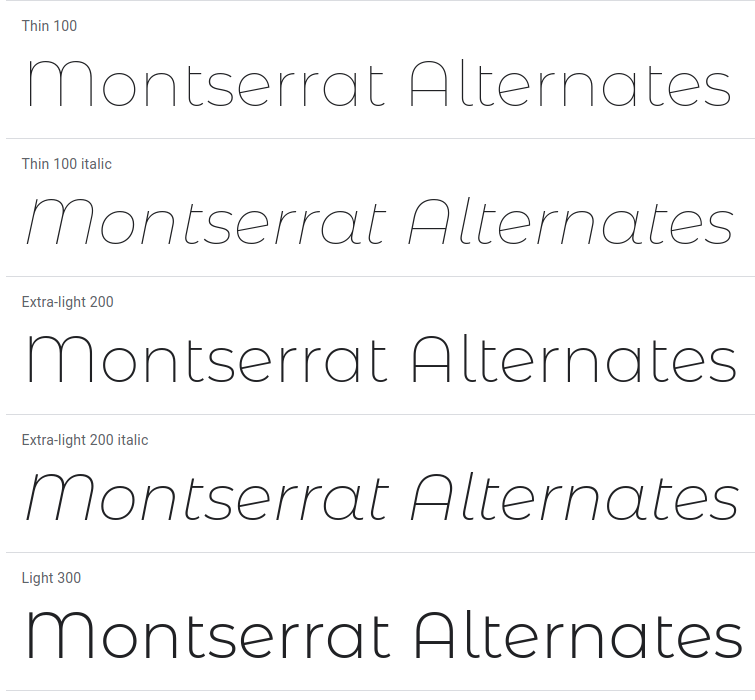 Thin 100
Montserrat Alternates
Thin 100 italic
Montserrat Alternates
Extra-light 200
Montserrat Alternates
Extra-light 200 italic
Montserrat Alternates
Light 300
Montserrat Alternates